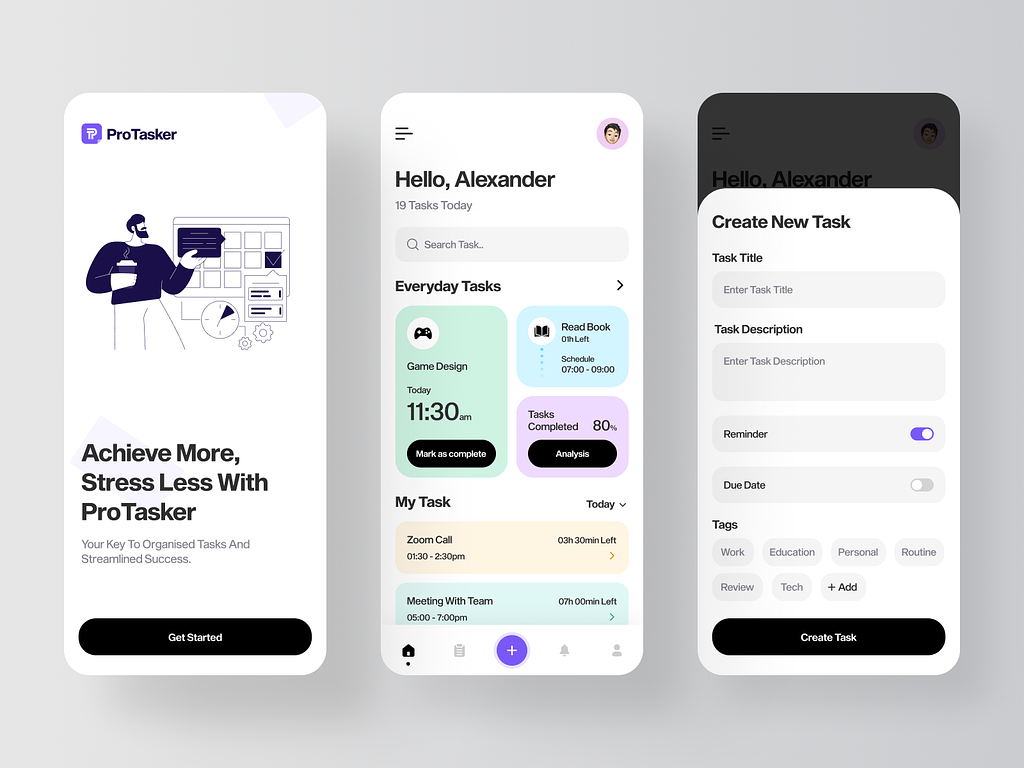 ProTasker
Achieve More,
Stress Less With
ProTasker
Your Key To Organised Tasks And
Streamlined Success.
Get Started
Hello, Alexander
19 Tasks Today
Search Task..
Everyday Tasks
Game Design
Today
11:30am
Mark as complete
Read Book
01h Left
Schedule
07:00 - 09:00
Tasks
Completed
80%
Analysis
My Task
Today
Zoom Call
03h 30min Left
01:30 - 2:30pm
Meeting With Team
07h 00min Left
05:00 - 7:00pm
Hello, Alexander
Create New Task
Task Title
Enter Task Title
Task Description
Enter Task Description
Reminder
Due Date
Tags
Work
Education
Personal
Routine
Review
Tech
+ Add
Create Task